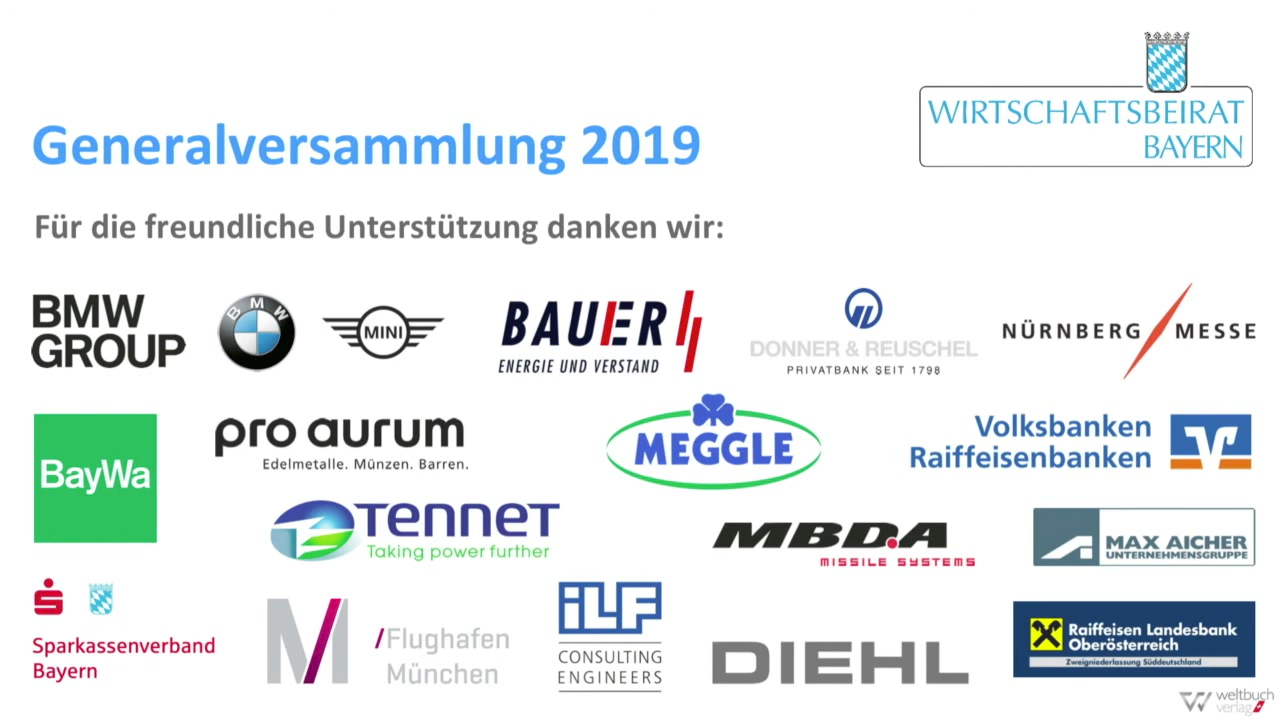 WIRTSCHAFTSBEIRAT
BAYERN
Generalversammlung 2019
Für die freundliche Unterstützung danken wir:
BMW
GROUP
BMW
MINI
BAUER
ENERGIE UND VERSTAND
DONNER & REUSCHEL
PRIVATBANK SEIT 1798
NÜRNBERG MESSE
BayWa
pro aurum
Edelmetalle. Münzen. Barren.
MEGGLE
Volksbanken
Raiffeisenbanken
TenneT
Taking power further
MBDA
MISSILE SYSTEMS
MAX AICHER
UNTERNEHMENSGRUPPE
Sparkassenverband
Bayern
M
Flughafen
München
iLF
CONSULTING
ENGINEERS
DIEHL
Raiffeisen Landesbank
Oberösterreich
Zweigniederlassung Süddeutschland
weltbuch
verlag